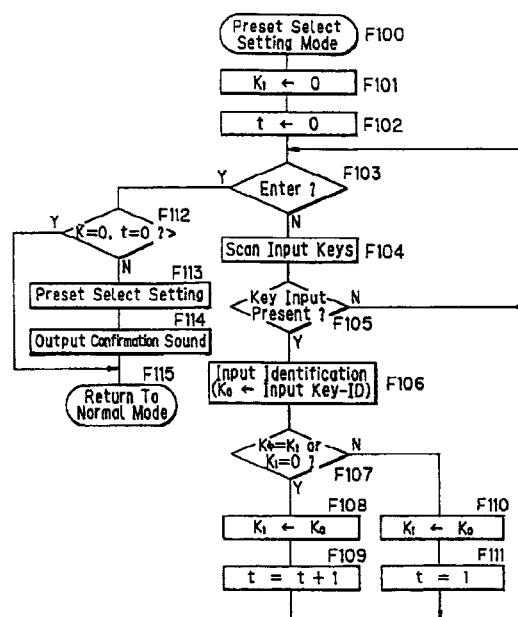 Preset Select
Setting Mode
F100
K₁ ← 0
F101
t ← 0
F102
F103
Y
Enter ?
N
Y
F112
K=0, t=0 ?>
N
Scan Input Keys
F104
F113
Preset Select Setting
Key Input
Present ?
N
F105
Y
F114
Output Confirmation Sound
F115
Return To
Normal Mode
Input Identification
(K₀ ← Input Key-ID)
F106
K₀=K₁ or
K₁=0 ?
N
F107
Y
F108
K₁ ← K₀
F110
K₁ ← K₀
F109
t = t + 1
F111
t = 1